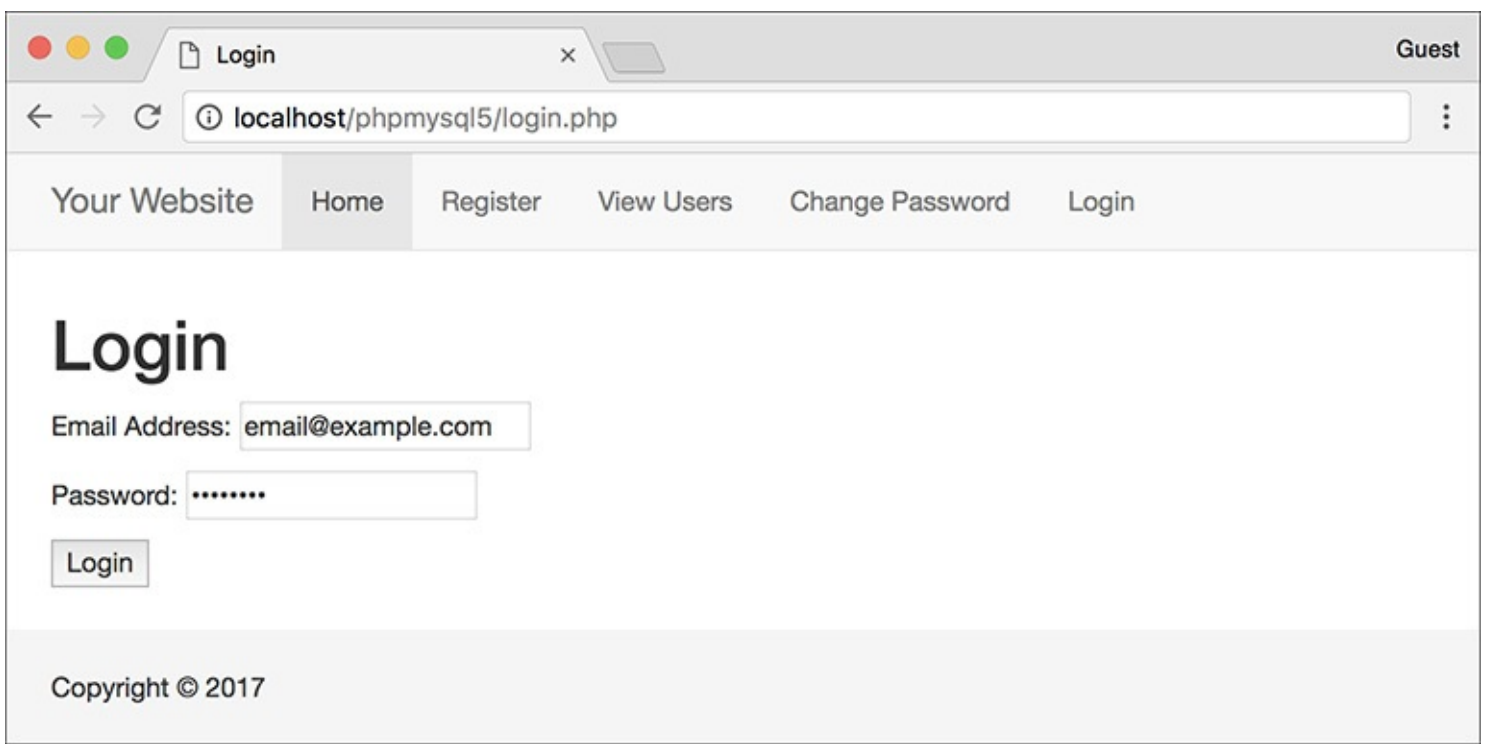 Login
Guest
localhost/phpmysql5/login.php
Your Website Home Register View Users Change Password Login
Login
Email Address: email@example.com
Password: ••••••••
Login
Copyright © 2017